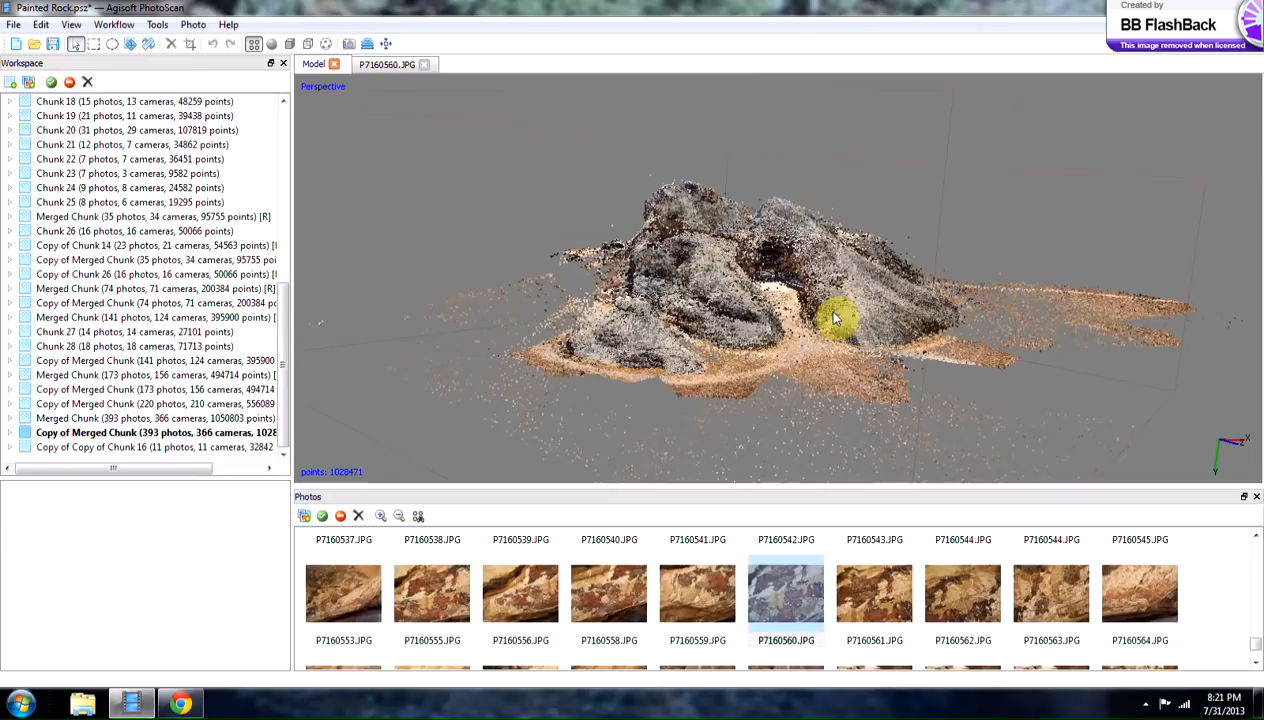 Painted Rock.psz* — Agisoft PhotoScan
Created by
BB FlashBack
This image removed when licensed
File Edit View Workflow Tools Photo Help
Workspace
Model
P7160560.JPG
Perspective
Chunk 18 (15 photos, 13 cameras, 48259 points)
Chunk 19 (21 photos, 11 cameras, 39438 points)
Chunk 20 (31 photos, 29 cameras, 107819 points)
Chunk 21 (12 photos, 7 cameras, 34862 points)
Chunk 22 (7 photos, 7 cameras, 36451 points)
Chunk 23 (7 photos, 3 cameras, 9582 points)
Chunk 24 (9 photos, 8 cameras, 24582 points)
Chunk 25 (8 photos, 6 cameras, 19295 points)
Merged Chunk (35 photos, 34 cameras, 95755 points) [R]
Chunk 26 (16 photos, 16 cameras, 50066 points)
Copy of Chunk 14 (23 photos, 21 cameras, 54563 points) [
Copy of Merged Chunk (35 photos, 34 cameras, 95755 poin
Copy of Chunk 26 (16 photos, 16 cameras, 50066 points) [
Merged Chunk (74 photos, 71 cameras, 200384 points) [R]
Copy of Merged Chunk (74 photos, 71 cameras, 200384 pc
Merged Chunk (141 photos, 124 cameras, 395900 points)
Chunk 27 (14 photos, 14 cameras, 27101 points)
Chunk 28 (18 photos, 18 cameras, 71713 points)
Copy of Merged Chunk (141 photos, 124 cameras, 395900
Merged Chunk (173 photos, 156 cameras, 494714 points)
Copy of Merged Chunk (173 photos, 156 cameras, 494714
Copy of Merged Chunk (220 photos, 210 cameras, 556089
Merged Chunk (393 photos, 366 cameras, 1050803 points)
Copy of Merged Chunk (393 photos, 366 cameras, 1028
Copy of Copy of Chunk 16 (11 photos, 11 cameras, 32842
X
Z
Y
points: 1028471
Photos
P7160537.JPG P7160538.JPG P7160539.JPG P7160540.JPG P7160541.JPG P7160542.JPG P7160543.JPG P7160544.JPG P7160544.JPG P7160545.JPG
P7160553.JPG P7160555.JPG P7160556.JPG P7160558.JPG P7160559.JPG P7160560.JPG P7160561.JPG P7160562.JPG P7160563.JPG P7160564.JPG
8:21 PM
7/31/2013